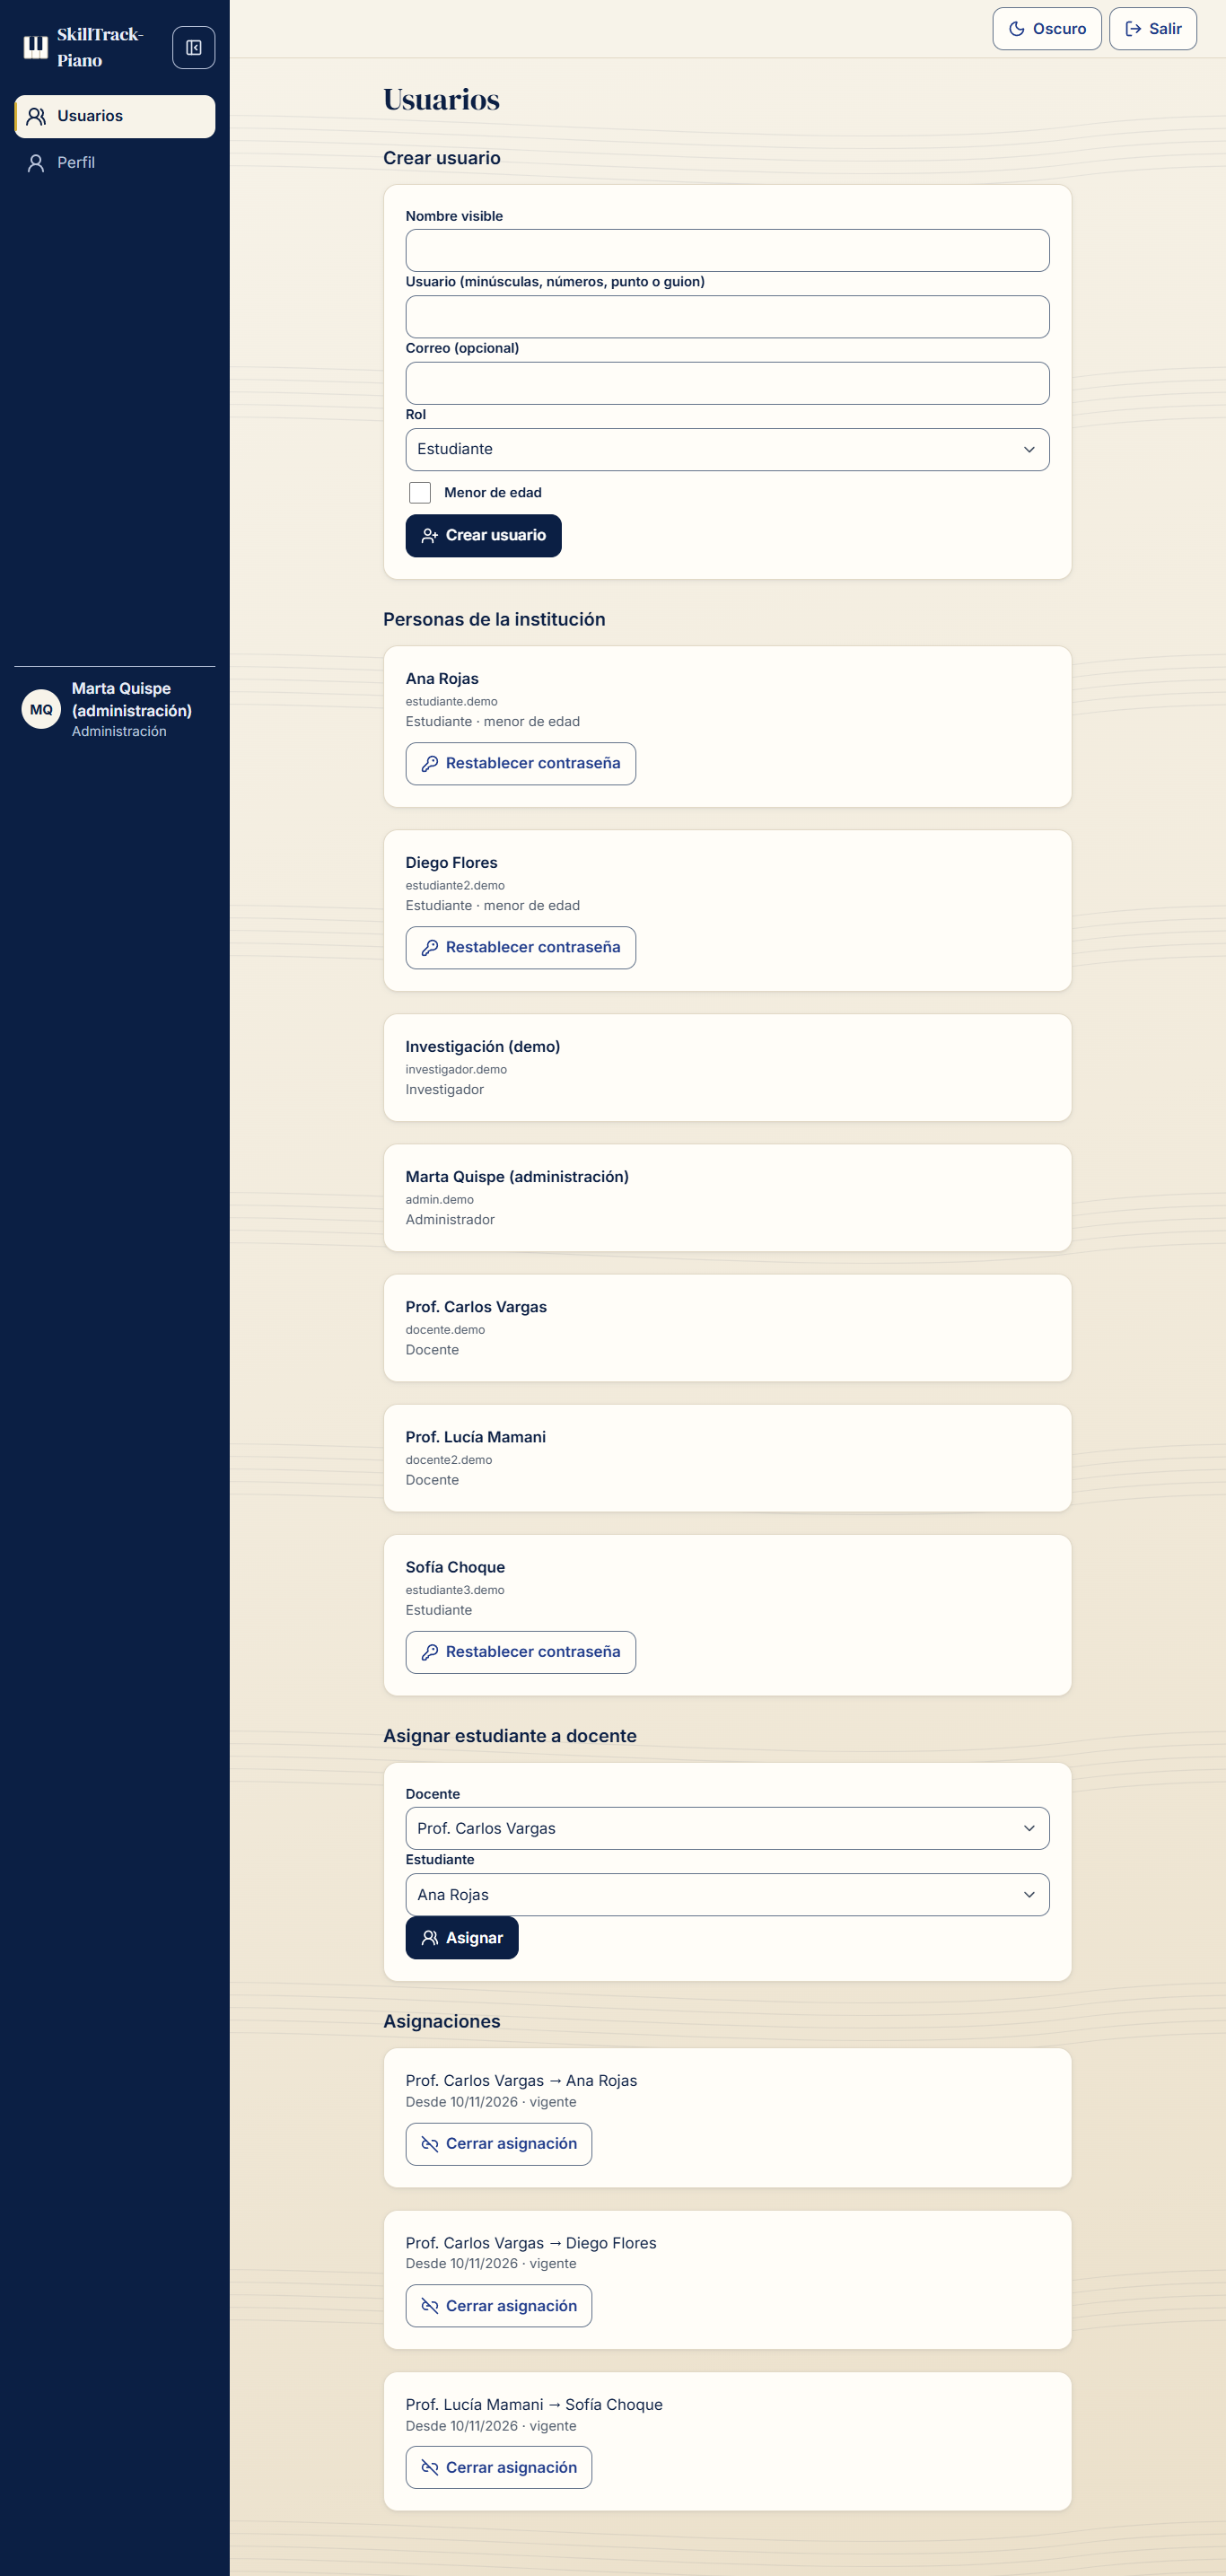 SkillTrack-
Piano
Usuarios
Perfil
MQ
Marta Quispe
(administración)
Administración
Oscuro
Salir
Usuarios
Crear usuario
Nombre visible
Usuario (minúsculas, números, punto o guion)
Correo (opcional)
Rol
Estudiante
Menor de edad
Crear usuario
Personas de la institución
Ana Rojas
estudiante.demo
Estudiante · menor de edad
Restablecer contraseña
Diego Flores
estudiante2.demo
Estudiante · menor de edad
Restablecer contraseña
Investigación (demo)
investigador.demo
Investigador
Marta Quispe (administración)
admin.demo
Administrador
Prof. Carlos Vargas
docente.demo
Docente
Prof. Lucía Mamani
docente2.demo
Docente
Sofía Choque
estudiante3.demo
Estudiante
Restablecer contraseña
Asignar estudiante a docente
Docente
Prof. Carlos Vargas
Estudiante
Ana Rojas
Asignar
Asignaciones
Prof. Carlos Vargas → Ana Rojas
Desde 10/11/2026 · vigente
Cerrar asignación
Prof. Carlos Vargas → Diego Flores
Desde 10/11/2026 · vigente
Cerrar asignación
Prof. Lucía Mamani → Sofía Choque
Desde 10/11/2026 · vigente
Cerrar asignación